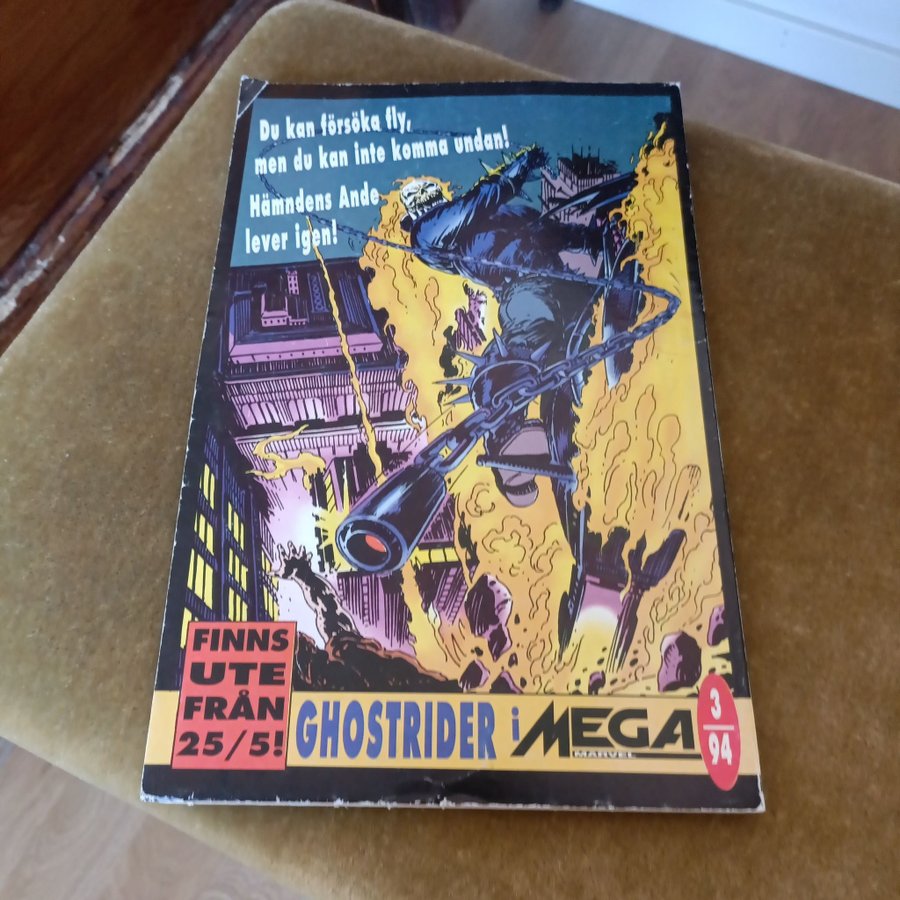 Du kan försöka fly,
men du kan inte komma undan!
Hämndens Ande
lever igen!
FINNS
UTE
FRÅN
25/5!
GHOSTRIDER i MEGA
MARVEL
3
94